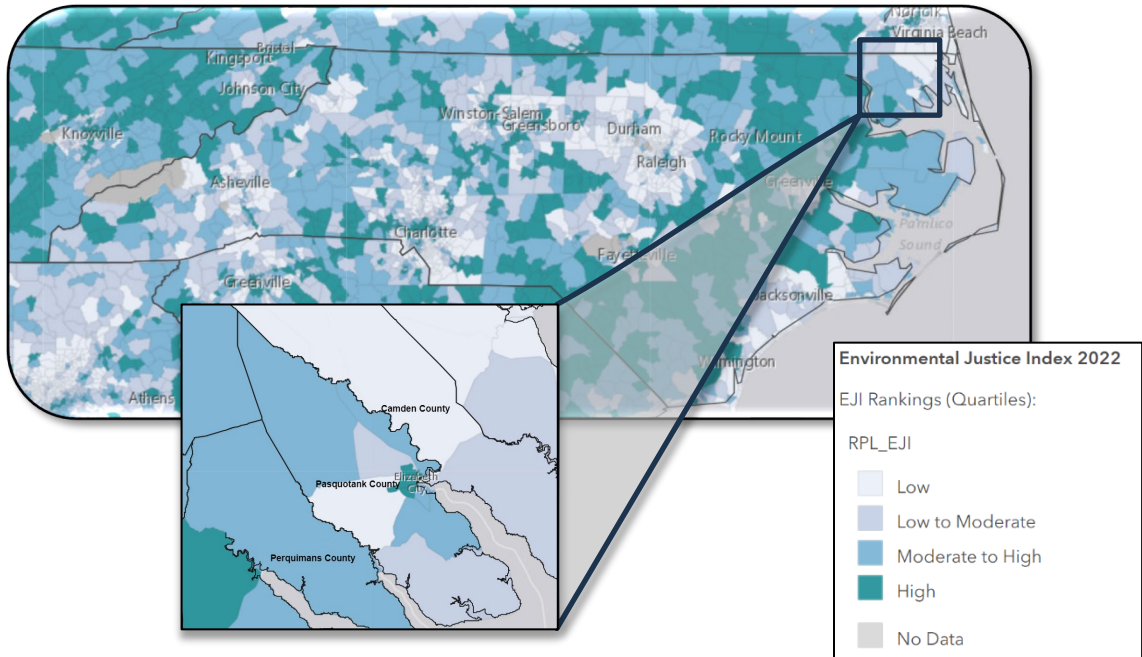 Norfolk
Virginia Beach
Bristol
Kingsport
Johnson City
Winston-Salem
Greensboro
Durham
Knoxville
Rocky Mount
Raleigh
Asheville
Greenville
Pamlico
Sound
Charlotte
Fayetteville
Greenville
Jacksonville
Wilmington
Athens
Camden County
Elizabeth
City
Pasquotank County
Perquimans County
Environmental Justice Index 2022
EJI Rankings (Quartiles):
RPL_EJI
Low
Low to Moderate
Moderate to High
High
No Data